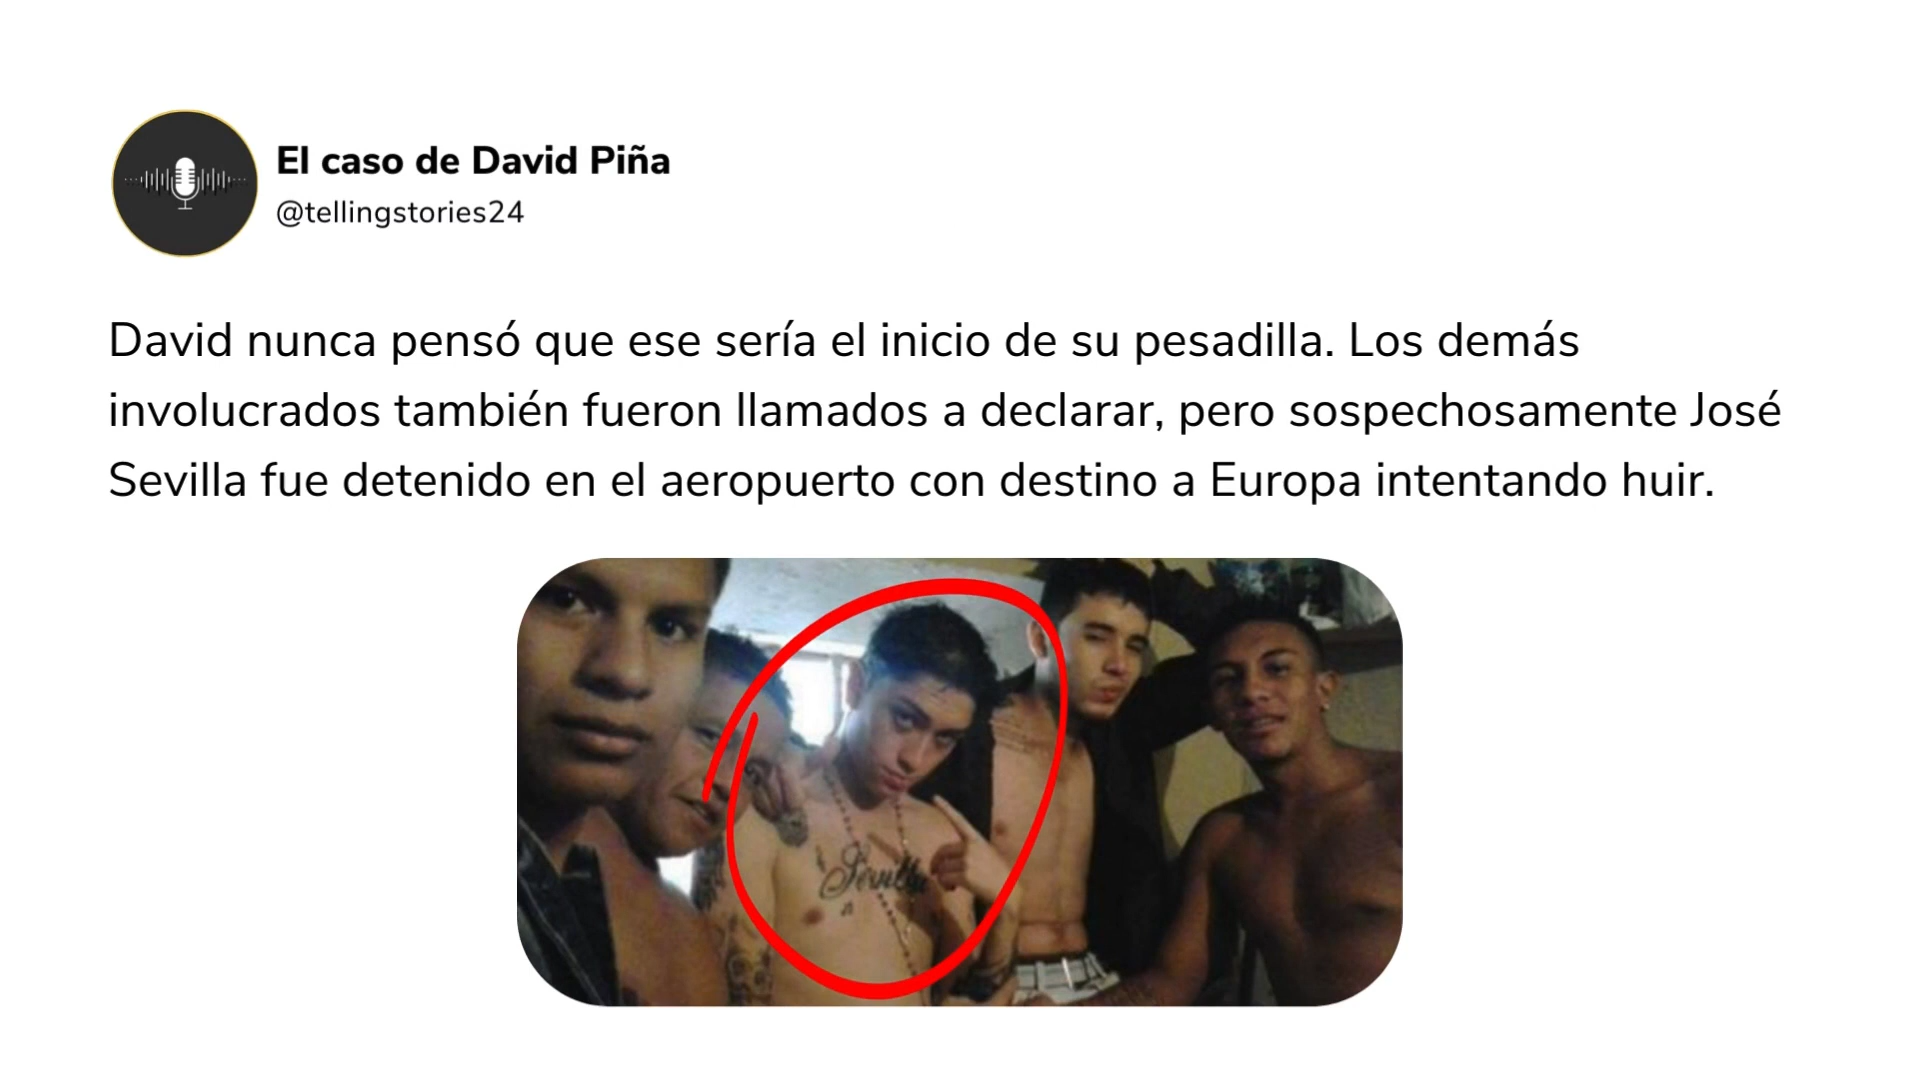 El caso de David Piña
@tellingstories24
David nunca pensó que ese sería el inicio de su pesadilla. Los demás
involucrados también fueron llamados a declarar, pero sospechosamente José
Sevilla fue detenido en el aeropuerto con destino a Europa intentando huir.
Sevilla